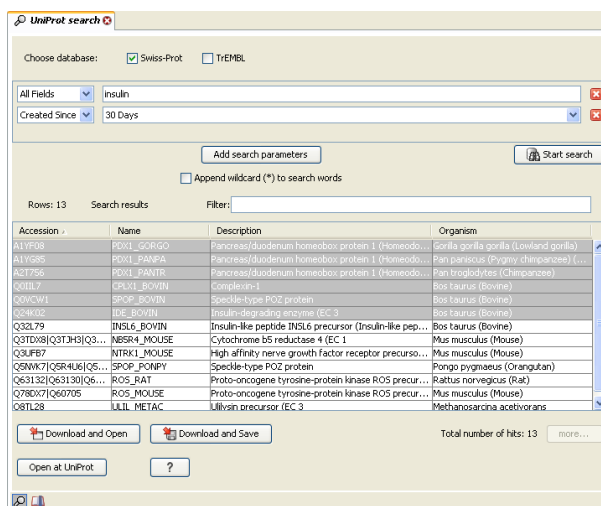 UniProt search
Choose database: Swiss-Prot TrEMBL
All Fields insulin
Created Since 30 Days
Add search parameters Start search
Append wildcard (*) to search words
Rows: 13 Search results Filter:
Accession Name Description Organism
A1YF08 PDX1_GORGO Pancreas/duodenum homeobox protein 1 (Homeodo... Gorilla gorilla gorilla (Lowland gorilla)
A1YG85 PDX1_PANPA Pancreas/duodenum homeobox protein 1 (Homeodo... Pan paniscus (Pygmy chimpanzee) (...
A2T756 PDX1_PANTR Pancreas/duodenum homeobox protein 1 (Homeodo... Pan troglodytes (Chimpanzee)
Q0IIL7 CPLX1_BOVIN Complexin-1 Bos taurus (Bovine)
Q0VCW1 SPOP_BOVIN Speckle-type POZ protein Bos taurus (Bovine)
Q24K02 IDE_BOVIN Insulin-degrading enzyme (EC 3 Bos taurus (Bovine)
Q32L79 INSL6_BOVIN Insulin-like peptide INSL6 precursor (Insulin-like pep... Bos taurus (Bovine)
Q3TDX8|Q3TJH3|Q3... NB5R4_MOUSE Cytochrome b5 reductase 4 (EC 1 Mus musculus (Mouse)
Q3UFB7 NTRK1_MOUSE High affinity nerve growth factor receptor precurso... Mus musculus (Mouse)
Q5NVK7|Q5R4U6|Q5... SPOP_PONPY Speckle-type POZ protein Pongo pygmaeus (Orangutan)
Q63132|Q63130|Q6... ROS_RAT Proto-oncogene tyrosine-protein kinase ROS precur... Rattus norvegicus (Rat)
Q78DX7|Q60705 ROS_MOUSE Proto-oncogene tyrosine-protein kinase ROS precur... Mus musculus (Mouse)
Q8TL28 ULIL_METAC Ulilysin precursor (EC 3 Methanosarcina acetivorans
Download and Open Download and Save Total number of hits: 13 more...
Open at UniProt ?